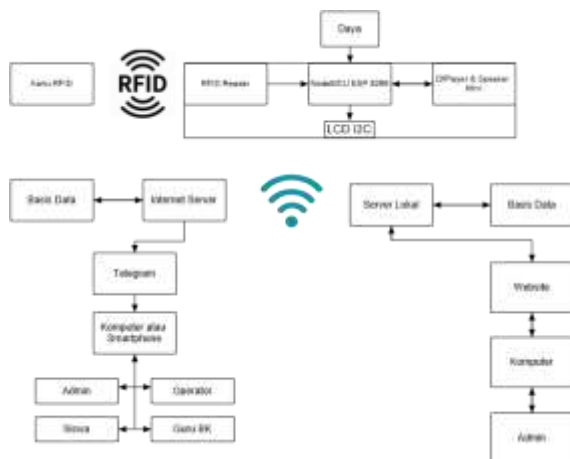 Daya
Kartu RFID
RFID
RFID Reader
NodeMCU ESP 8266
DFPlayer & Speaker
Mini
LCD I2C
Basis Data
Internet Server
Server Lokal
Basis Data
Telegram
Website
Komputer atau
Smartphone
Komputer
Admin
Operator
Siswa
Guru BK
Admin